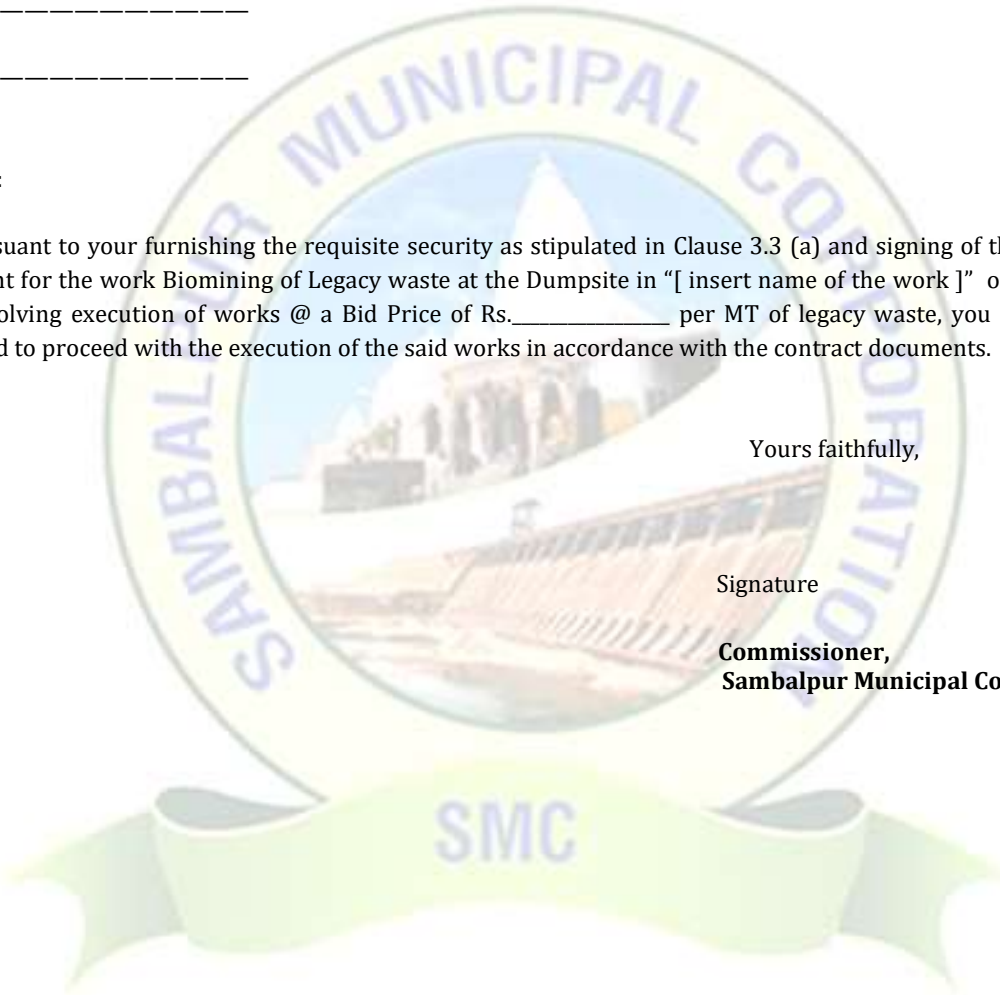 ____________________
____________________
:
suant to your furnishing the requisite security as stipulated in Clause 3.3 (a) and signing of t
nt for the work Biomining of Legacy waste at the Dumpsite in “[ insert name of the work ]” o
olving execution of works @ a Bid Price of Rs.________________ per MT of legacy waste, you
d to proceed with the execution of the said works in accordance with the contract documents.
Yours faithfully,
Signature
Commissioner,
Sambalpur Municipal Co
SAMBALPUR MUNICIPAL CORPORATION
SMC